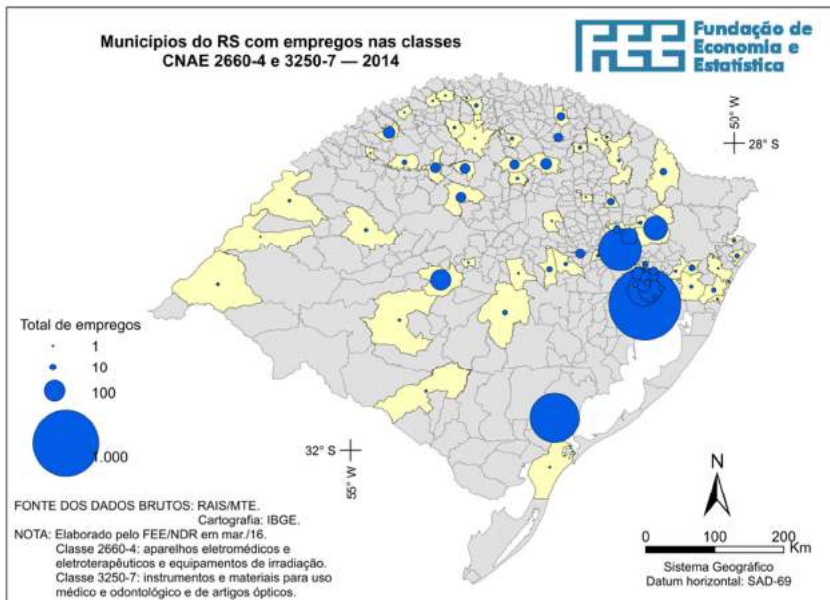 Municípios do RS com empregos nas classes
CNAE 2660-4 e 3250-7 — 2014
FEE
Fundação de
Economia e
Estatística
50° W
28° S
Total de empregos
1
10
100
1.000
32° S
55° W
N
0 100 200
Km
Sistema Geográfico
Datum horizontal: SAD-69
FONTE DOS DADOS BRUTOS: RAIS/MTE.
Cartografia: IBGE.
NOTA: Elaborado pelo FEE/NDR em mar./16.
Classe 2660-4: aparelhos eletromédicos e
eletroterapêuticos e equipamentos de irradiação.
Classe 3250-7: instrumentos e materiais para uso
médico e odontológico e de artigos ópticos.